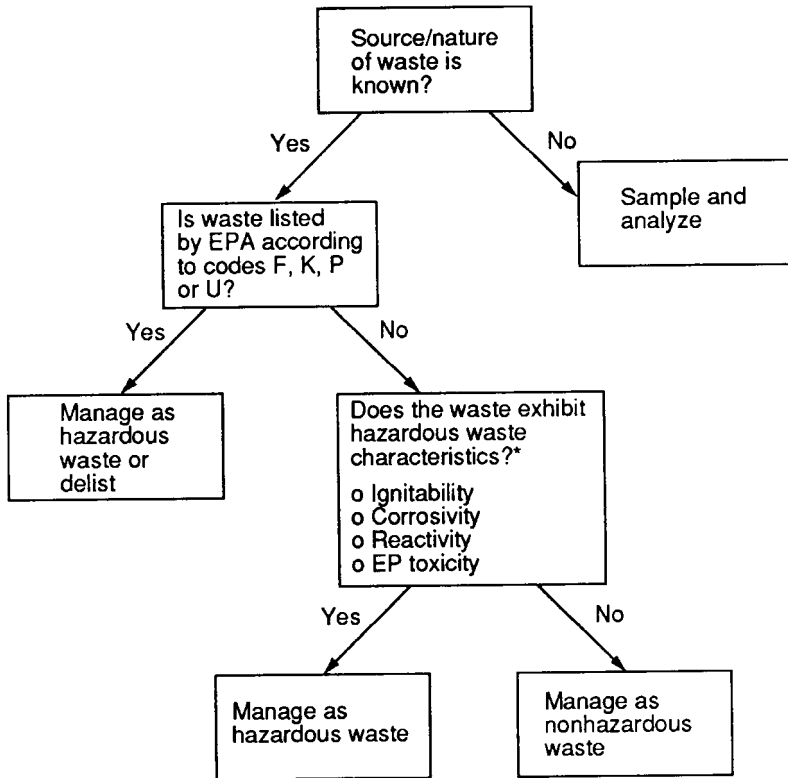 Source/nature
of waste is
known?
Yes
No
Sample and
analyze
Is waste listed
by EPA according
to codes F, K, P
or U?
Yes
No
Manage as
hazardous
waste or
delist
Does the waste exhibit
hazardous waste
characteristics?*
o Ignitability
o Corrosivity
o Reactivity
o EP toxicity
Yes
No
Manage as
hazardous waste
Manage as
nonhazardous
waste